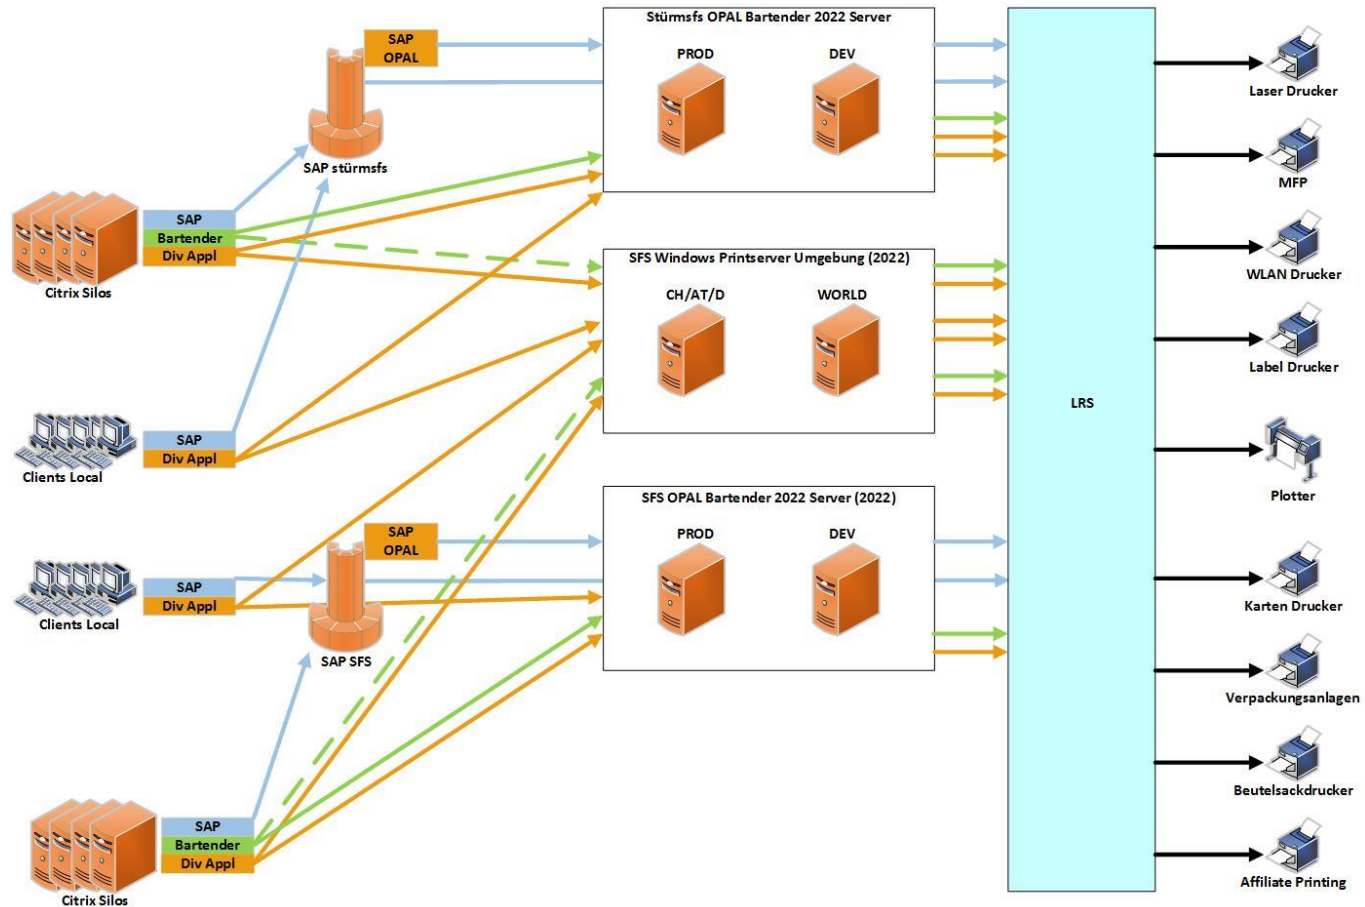 Stürmsfs OPAL Bartender 2022 Server
SAP
OPAL
PROD
DEV
SAP stürmsfs
Laser Drucker
MFP
SAP
Bartender
Div Appl
Citrix Silos
SFS Windows Printserver Umgebung (2022)
CH/AT/D
WORLD
WLAN Drucker
Label Drucker
LRS
SAP
Div Appl
Clients Local
Plotter
SFS OPAL Bartender 2022 Server (2022)
SAP
OPAL
PROD
DEV
SAP
Div Appl
Clients Local
SAP SFS
Karten Drucker
Verpackungsanlagen
Beutelsackdrucker
SAP
Bartender
Div Appl
Citrix Silos
Affiliate Printing